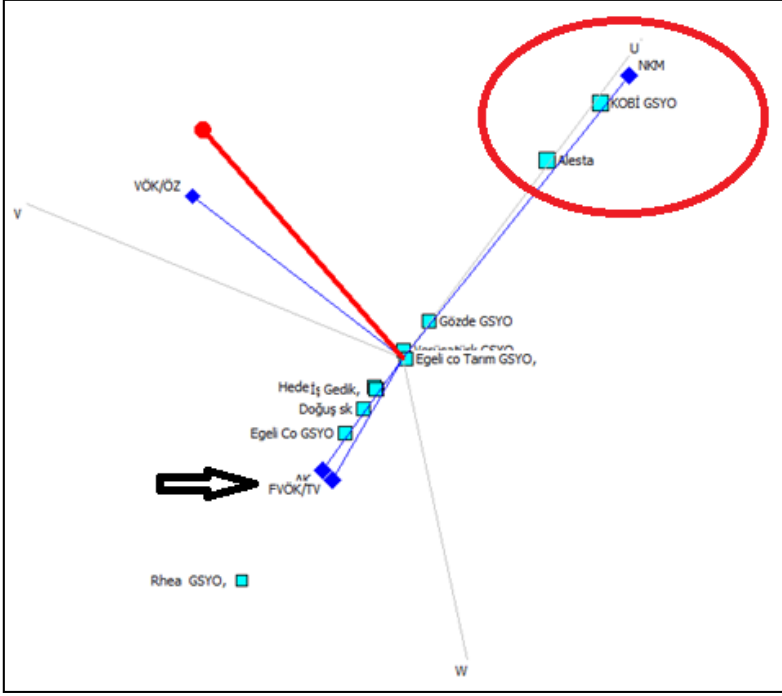 U
NKM
KOBİ GSYO
Alesta
VÖK/ÖZ
V
Gözde GSYO
GSYO
Egeli co Tarım GSYO,
Hede
İş Gedik,
Doğuş sk
Egeli Co GSYO
FVÖK/TV
Rhea GSYO,
W